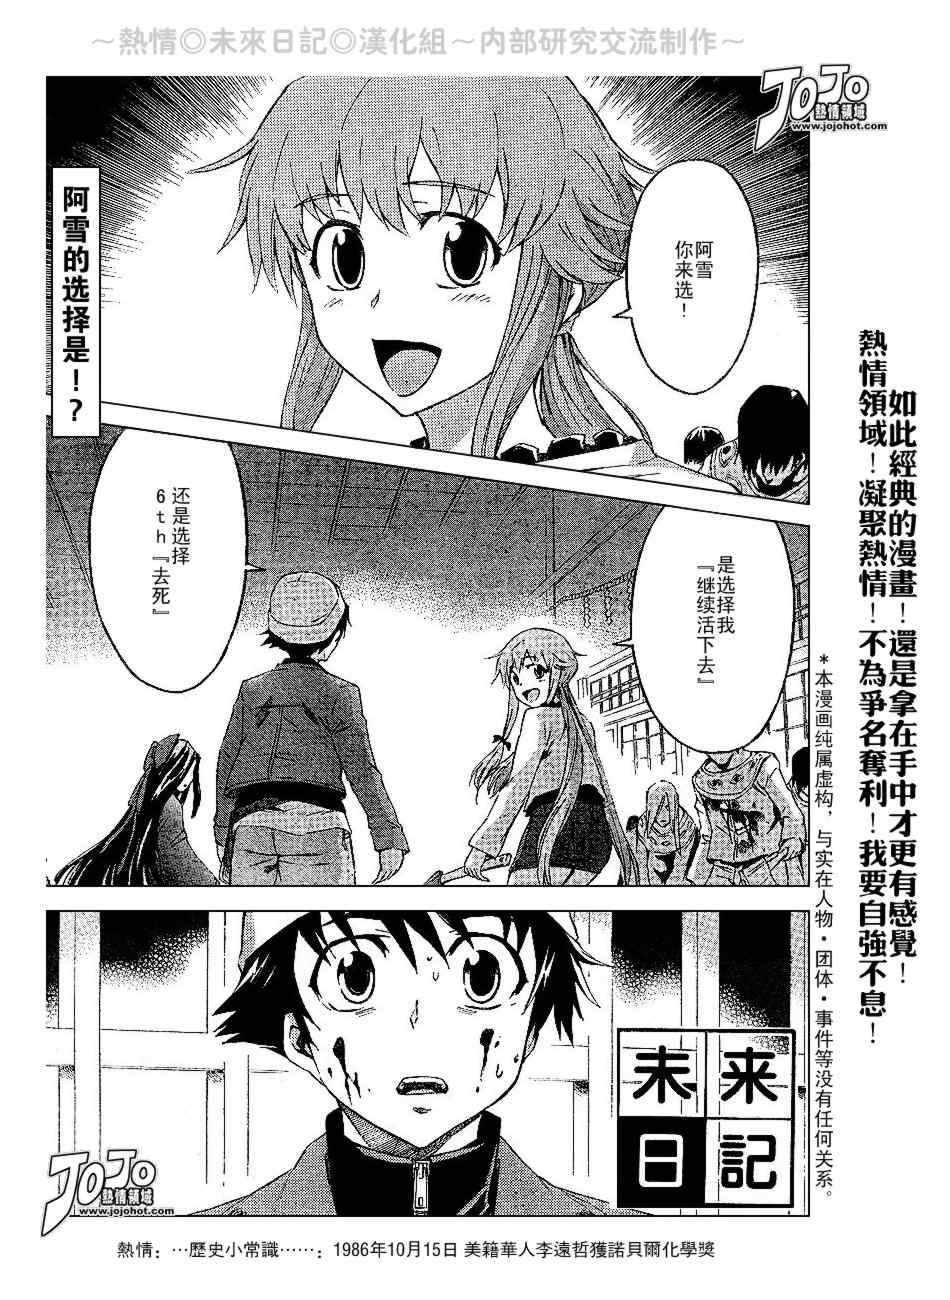 ～熱情◎未來日記◎漢化組～内部研究交流制作～
JOJO
熱情領域
www.jojohot.com
阿雪
你来选！
阿雪的选择是！？
是选择我
『继续活下去』
还是选择
6th『去死』
如此經典的漫畫！還是拿在手中才更有感覺！
熱情領域！凝聚熱情！不為爭名奪利！我要自強不息！
*本漫画纯属虚构，与实在人物·团体·事件等没有任何关系。
未来
日記
JOJO
熱情領域
www.jojohot.com
熱情：…歷史小常識……：1986年10月15日 美籍華人李遠哲獲諾貝爾化學獎